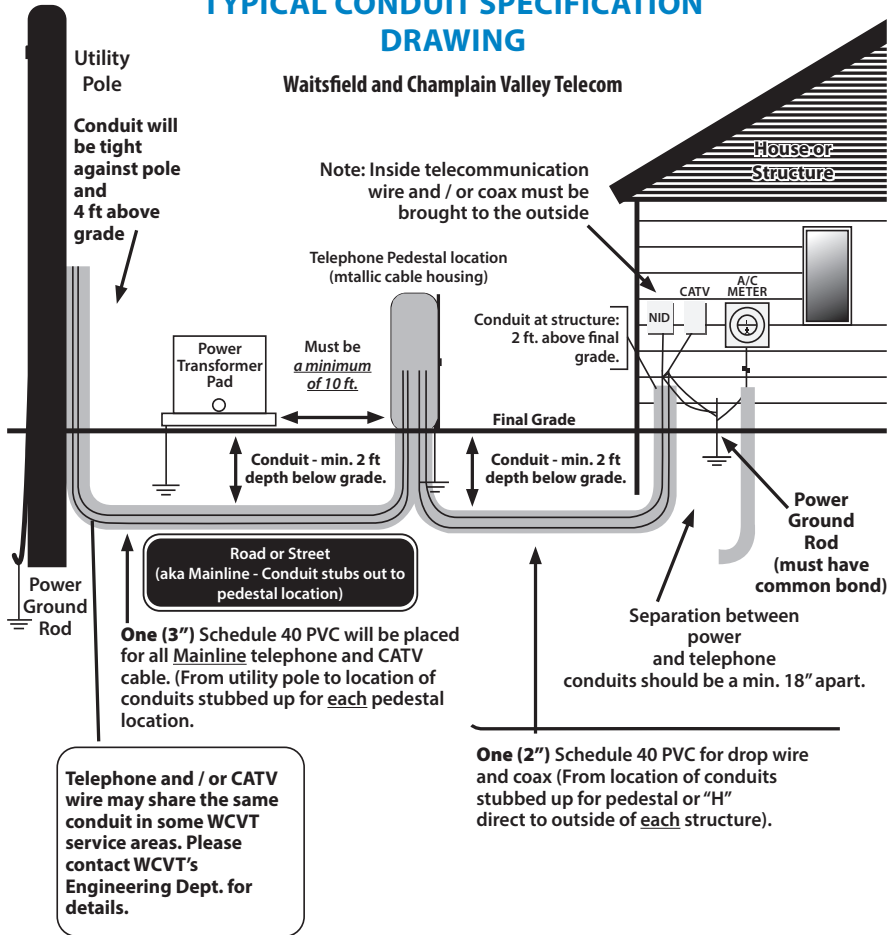 TYPICAL CONDUIT SPECIFICATION
DRAWING
Waitsfield and Champlain Valley Telecom
Utility
Pole
Conduit will
be tight
against pole
and
4 ft above
grade
Note: Inside telecommunication
wire and / or coax must be
brought to the outside
House or
Structure
Telephone Pedestal location
(mtallic cable housing)
NID
CATV
A/C
METER
Conduit at structure:
2 ft. above final
grade.
Power
Transformer
Pad
Must be
a minimum
of 10 ft.
Final Grade
Conduit - min. 2 ft
depth below grade.
Conduit - min. 2 ft
depth below grade.
Power
Ground
Rod
(must have
common bond)
Road or Street
(aka Mainline - Conduit stubs out to
pedestal location)
Power
Ground
Rod
Separation between
power
and telephone
conduits should be a min. 18” apart.
One (3”) Schedule 40 PVC will be placed
for all Mainline telephone and CATV
cable. (From utility pole to location of
conduits stubbed up for each pedestal
location.
One (2”) Schedule 40 PVC for drop wire
and coax (From location of conduits
stubbed up for pedestal or “H”
direct to outside of each structure).
Telephone and / or CATV
wire may share the same
conduit in some WCVT
service areas. Please
contact WCVT’s
Engineering Dept. for
details.